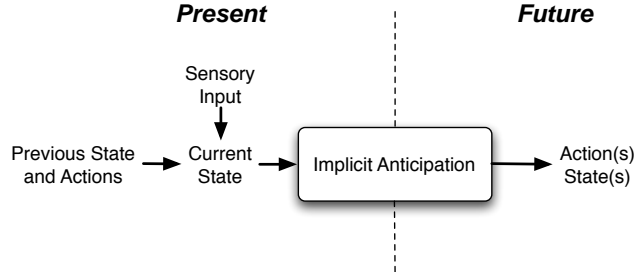 Present
Future
Sensory
Input
Previous State
and Actions
Current
State
Implicit Anticipation
Action(s)
State(s)